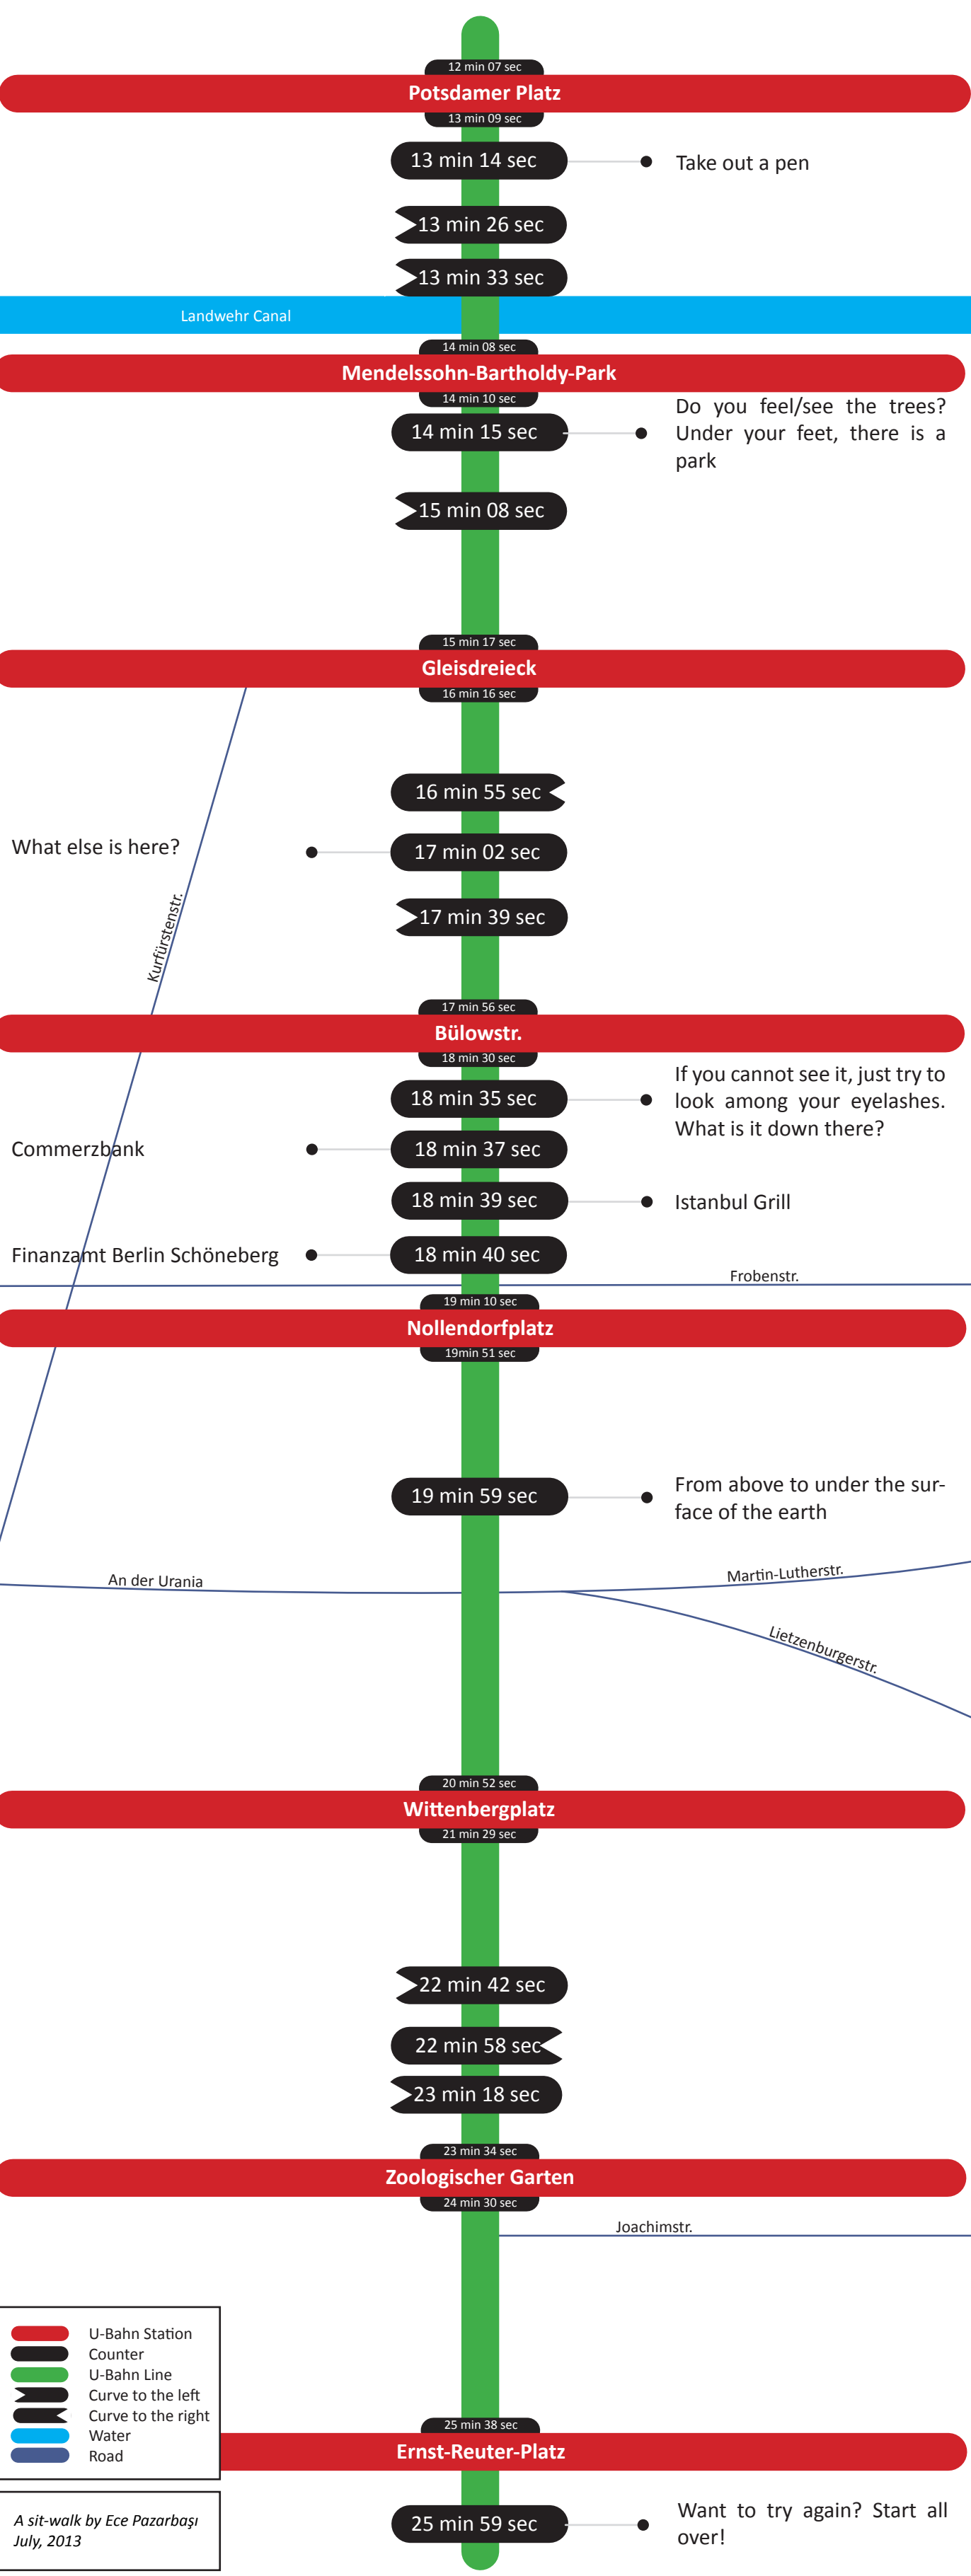 12 min 07 sec
Potsdamer Platz
13 min 09 sec
13 min 14 sec
Take out a pen
13 min 26 sec
13 min 33 sec
Landwehr Canal
14 min 08 sec
Mendelssohn-Bartholdy-Park
14 min 10 sec
14 min 15 sec
Do you feel/see the trees?
Under your feet, there is a
park
15 min 08 sec
15 min 17 sec
Gleisdreieck
16 min 16 sec
16 min 55 sec
What else is here?
17 min 02 sec
Kurfürstenstr.
17 min 39 sec
17 min 56 sec
Bülowstr.
18 min 30 sec
18 min 35 sec
If you cannot see it, just try to
look among your eyelashes.
What is it down there?
Commerzbank
18 min 37 sec
18 min 39 sec
Istanbul Grill
Finanzamt Berlin Schöneberg
18 min 40 sec
Frobenstr.
19 min 10 sec
Nollendorfplatz
19min 51 sec
19 min 59 sec
From above to under the sur-
face of the earth
An der Urania
Martin-Lutherstr.
Lietzenburgerstr.
20 min 52 sec
Wittenbergplatz
21 min 29 sec
22 min 42 sec
22 min 58 sec
23 min 18 sec
23 min 34 sec
Zoologischer Garten
24 min 30 sec
Joachimstr.
U-Bahn Station
Counter
U-Bahn Line
Curve to the left
Curve to the right
Water
Road
25 min 38 sec
Ernst-Reuter-Platz
25 min 59 sec
Want to try again? Start all
over!
A sit-walk by Ece Pazarbaşı
July, 2013